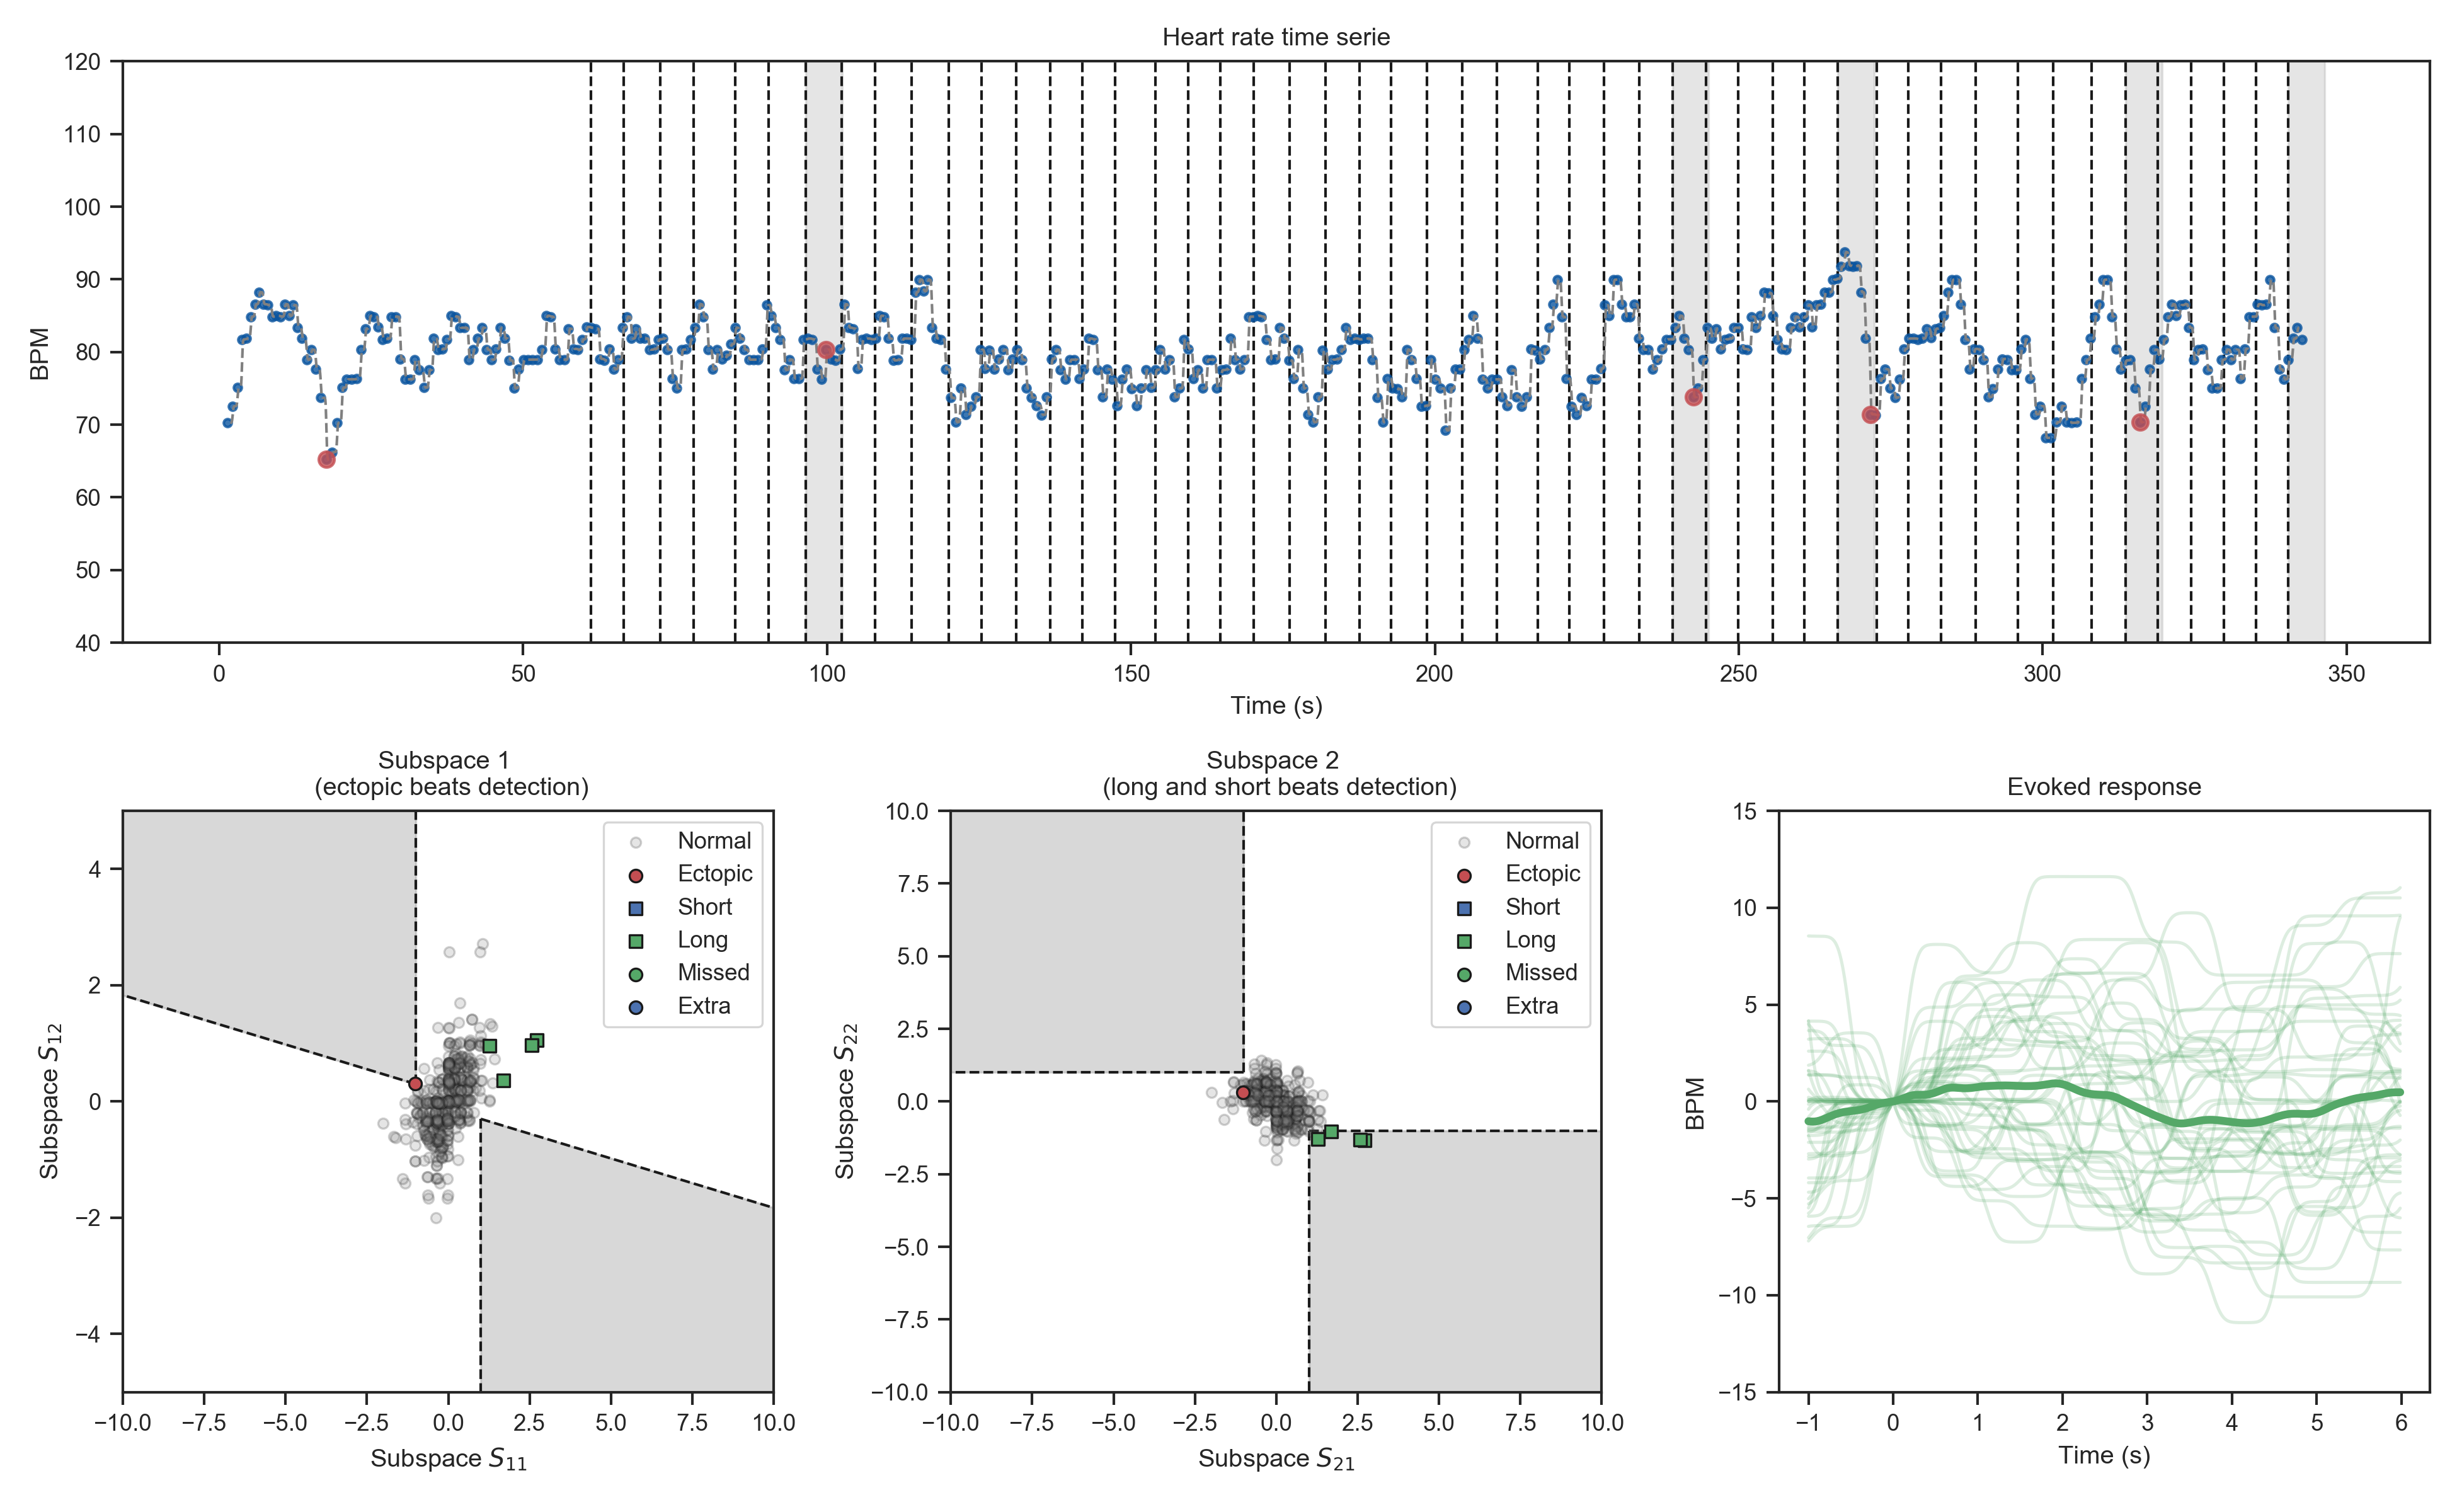 Heart rate time serie
120
110
100
90
80
70
60
50
40
BPM
0 50 100 150 200 250 300 350
Time (s)
Subspace 1
(ectopic beats detection)
4
2
0
−2
−4
Subspace S12
Normal
Ectopic
Short
Long
Missed
Extra
−10.0 −7.5 −5.0 −2.5 0.0 2.5 5.0 7.5 10.0
Subspace S11
Subspace 2
(long and short beats detection)
10.0
7.5
5.0
2.5
0.0
−2.5
−5.0
−7.5
−10.0
Subspace S22
Normal
Ectopic
Short
Long
Missed
Extra
−10.0 −7.5 −5.0 −2.5 0.0 2.5 5.0 7.5 10.0
Subspace S21
Evoked response
15
10
5
0
−5
−10
−15
BPM
−1 0 1 2 3 4 5 6
Time (s)